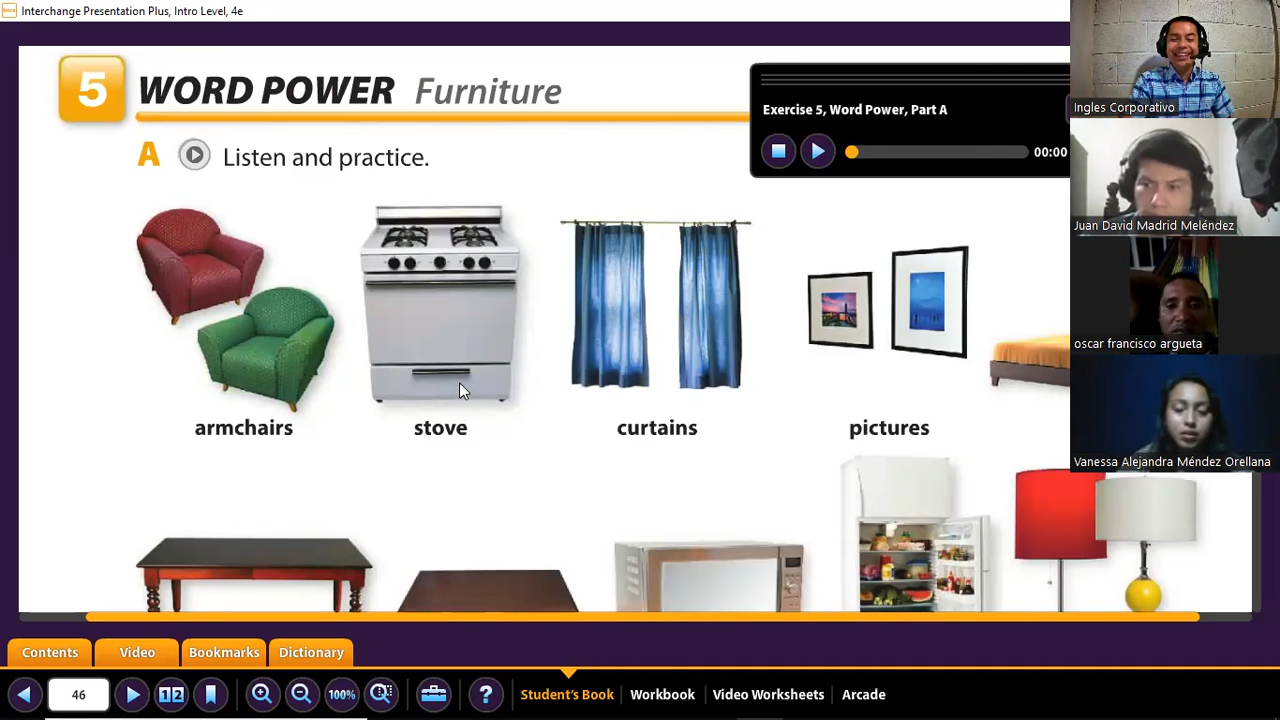 Interchange Presentation Plus, Intro Level, 4e
5 WORD POWER Furniture
A Listen and practice.
Exercise 5, Word Power, Part A
00:00
armchairs stove curtains pictures
Ingles Corporativo
Juan David Madrid Meléndez
oscar francisco argueta
Vanessa Alejandra Méndez Orellana
Contents Video Bookmarks Dictionary
46 1 2 100% ? Student's Book Workbook Video Worksheets Arcade